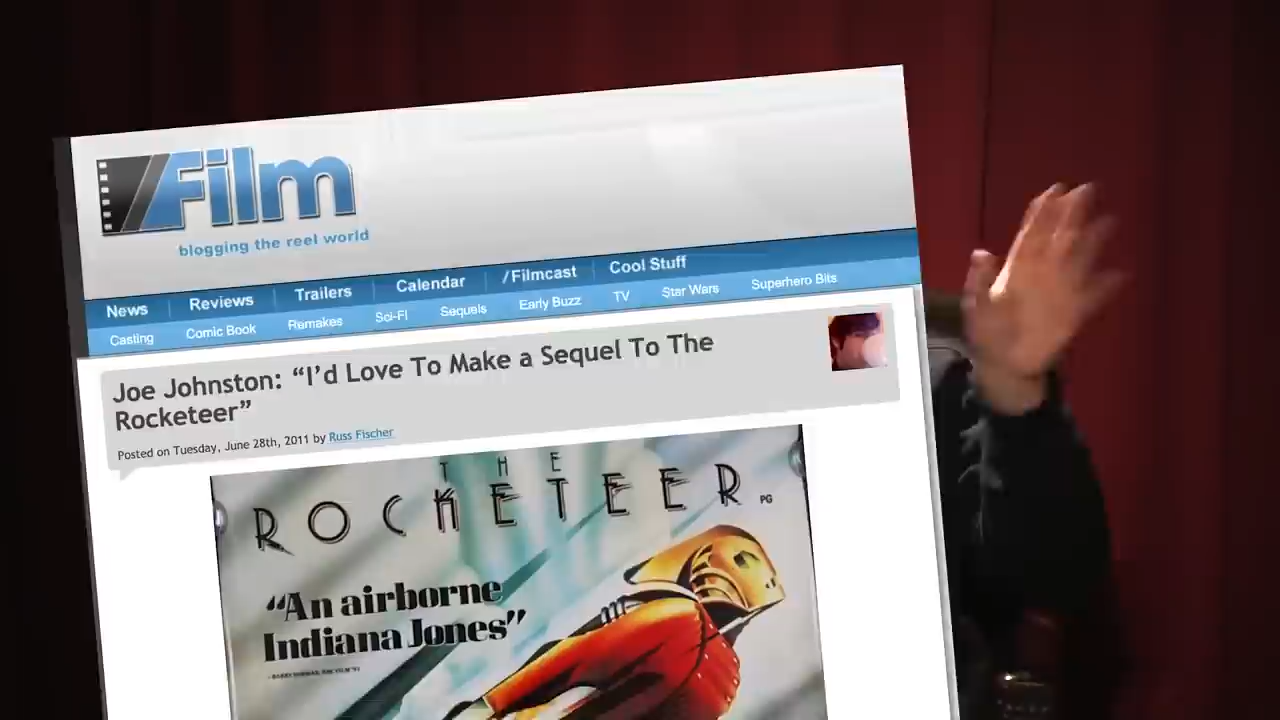 /Film
blogging the reel world
News Reviews Trailers Calendar /Filmcast Cool Stuff
Casting Comic Book Remakes Sci-Fi Sequels Early Buzz TV Star Wars Superhero Bits
Joe Johnston: “I’d Love To Make a Sequel To The
Rocketeer”
Posted on Tuesday, June 28th, 2011 by Russ Fischer
THE
ROCKETEER PG
“An airborne
Indiana Jones”